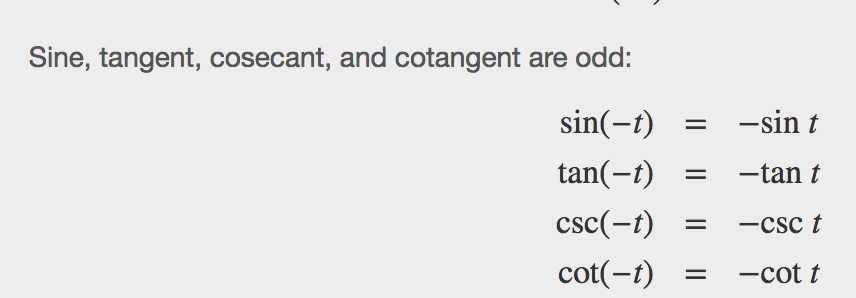 Sine, tangent, cosecant, and cotangent are odd:
sin(−t) = −sin t
tan(−t) = −tan t
csc(−t) = −csc t
cot(−t) = −cot t